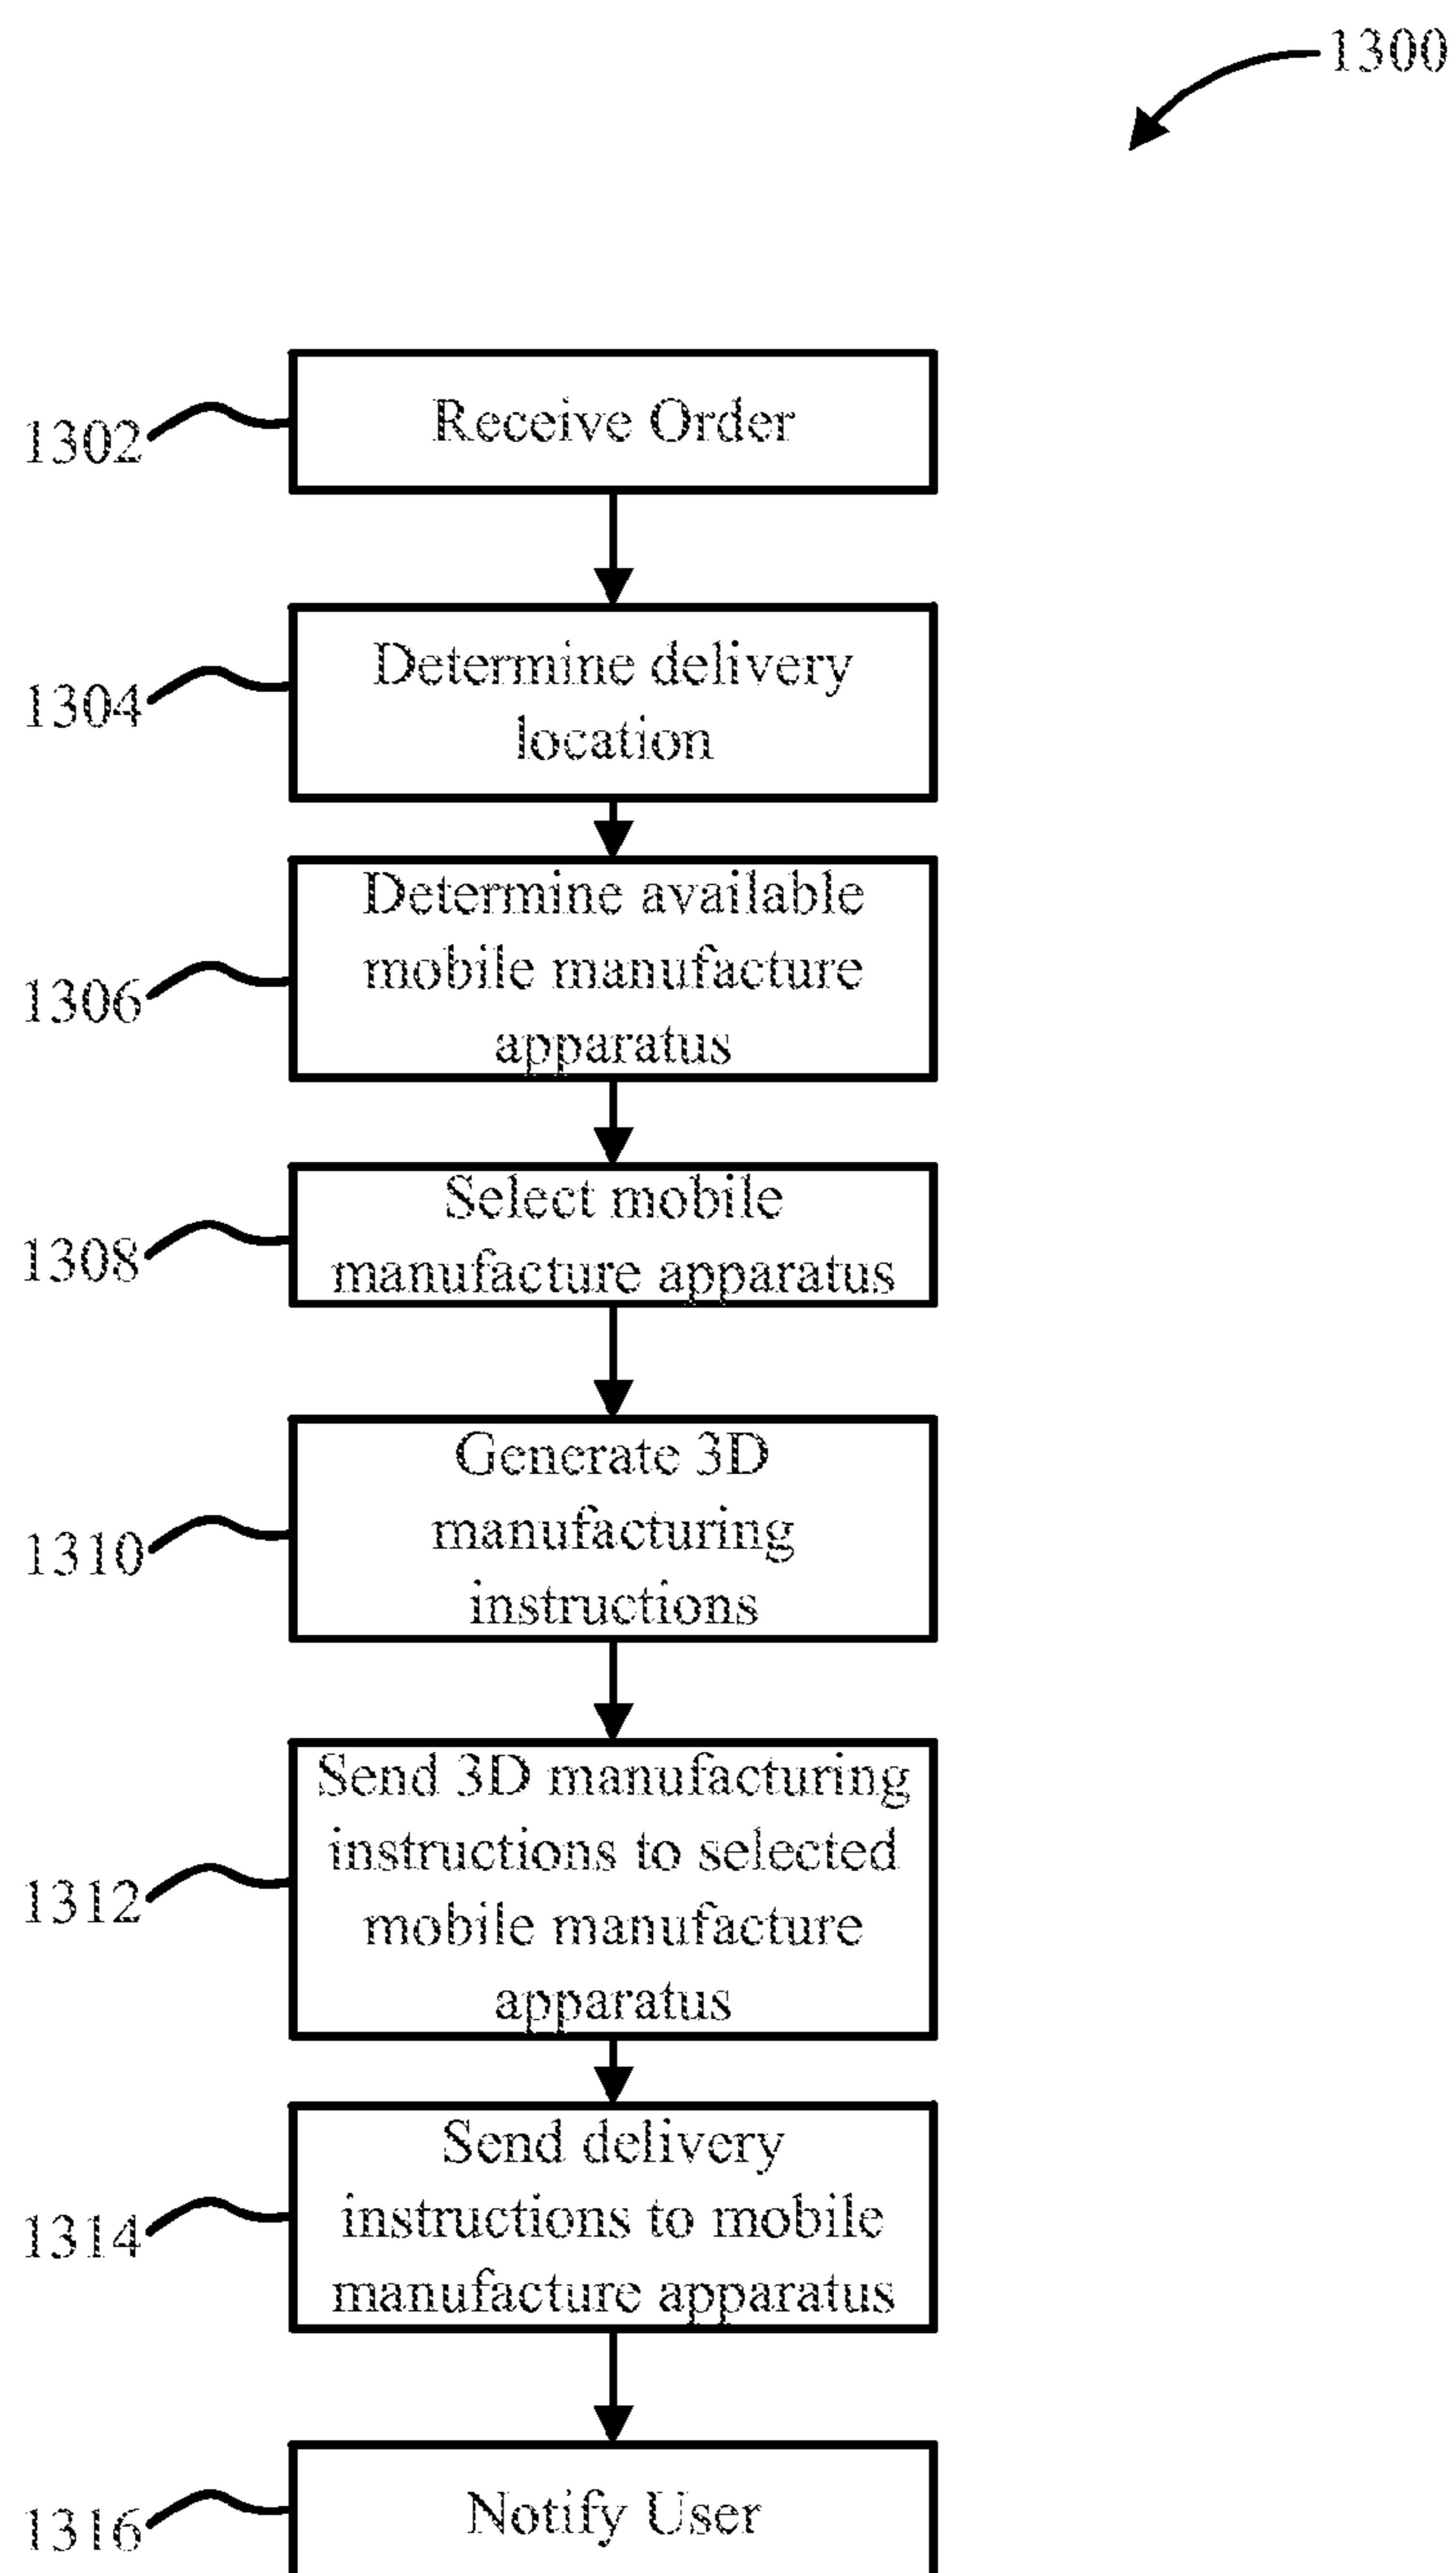 1300
1302
Receive Order
1304
Determine delivery
location
1306
Determine available
mobile manufacture
apparatus
1308
Select mobile
manufacture apparatus
1310
Generate 3D
manufacturing
instructions
1312
Send 3D manufacturing
instructions to selected
mobile manufacture
apparatus
1314
Send delivery
instructions to mobile
manufacture apparatus
1316
Notify User